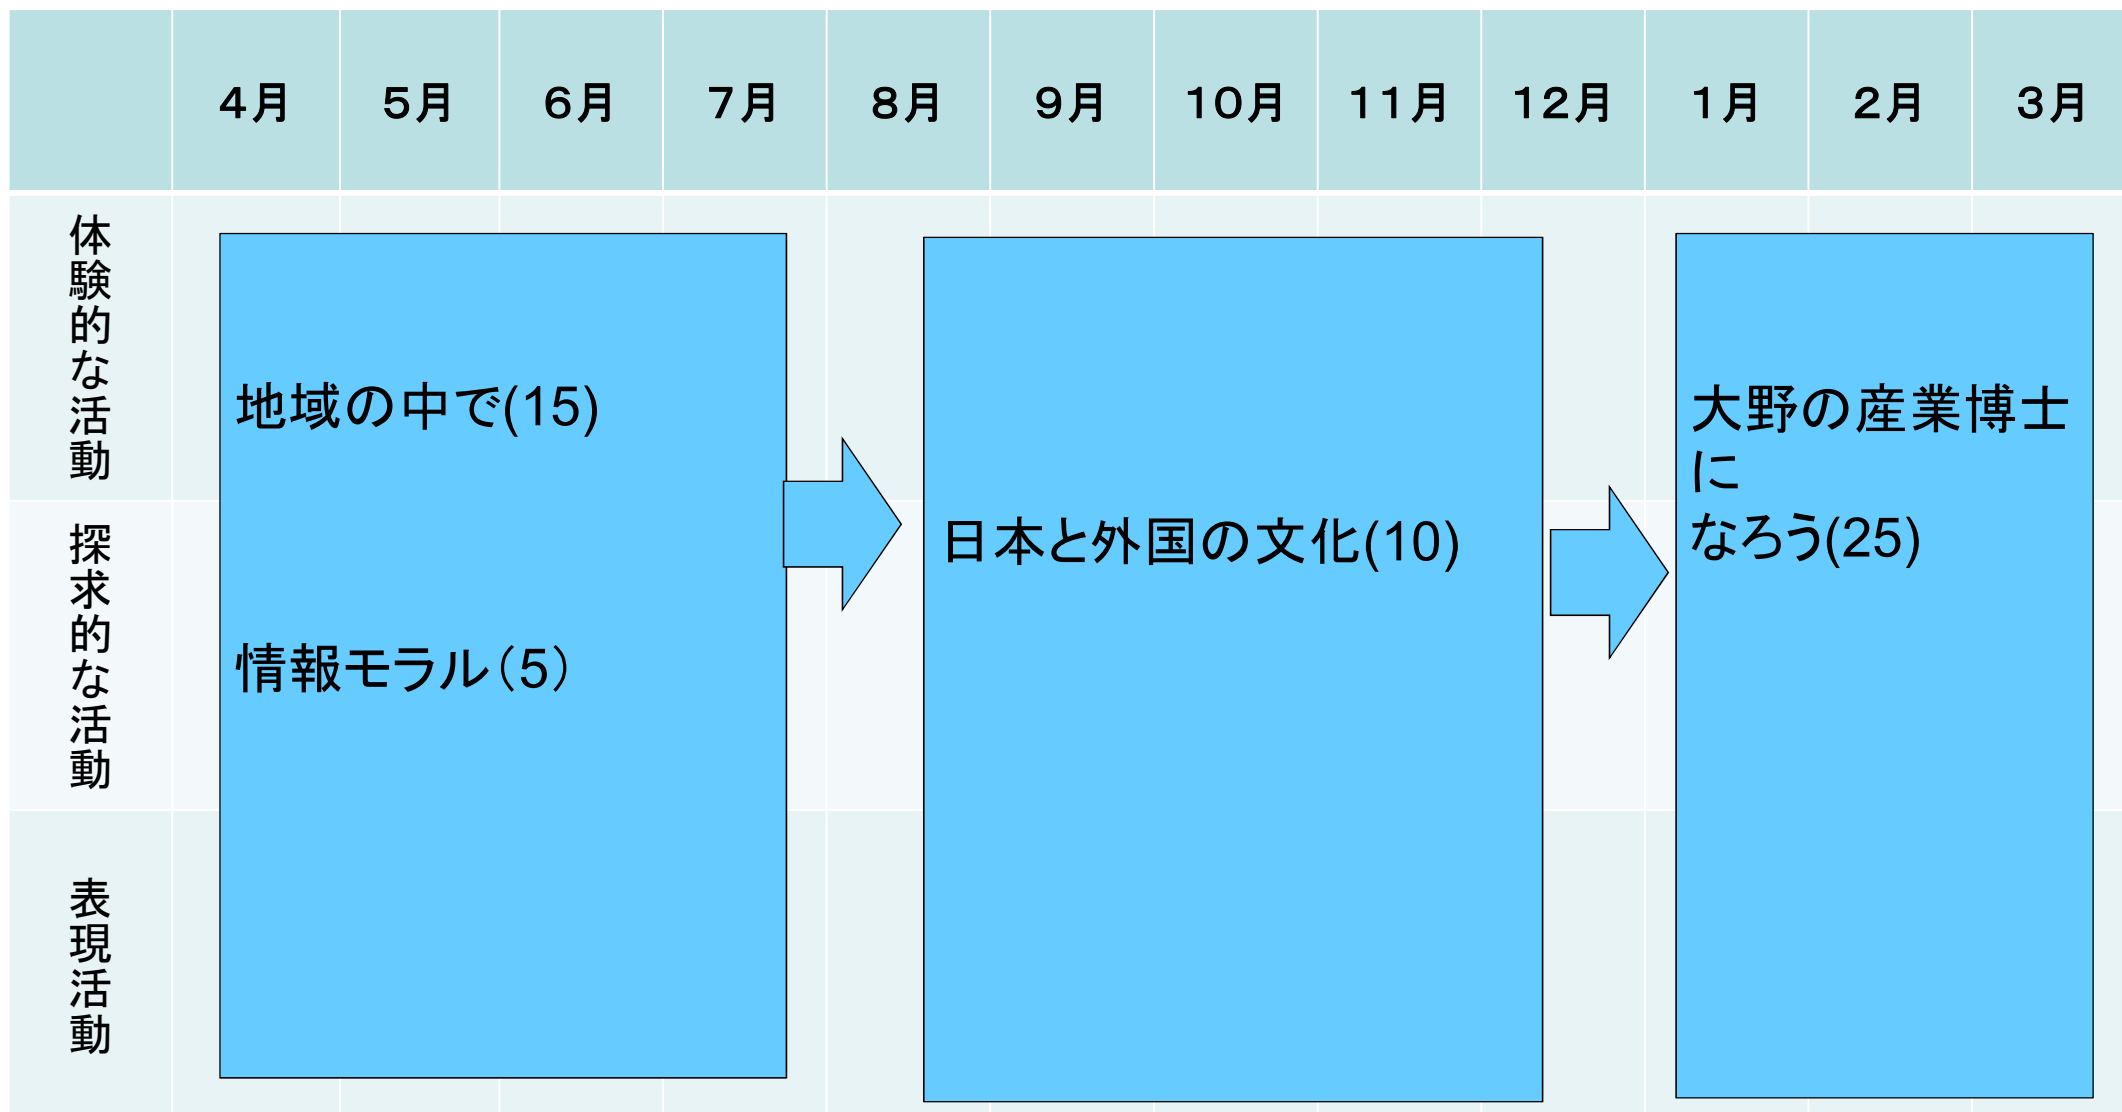 4月 5月 6月 7月 8月 9月 10月 11月 12月 1月 2月 3月
体験的な活動
地域の中で(15)
情報モラル（5）
日本と外国の文化(10)
大野の産業博士
に
なろう(25)
探求的な活動
表現活動